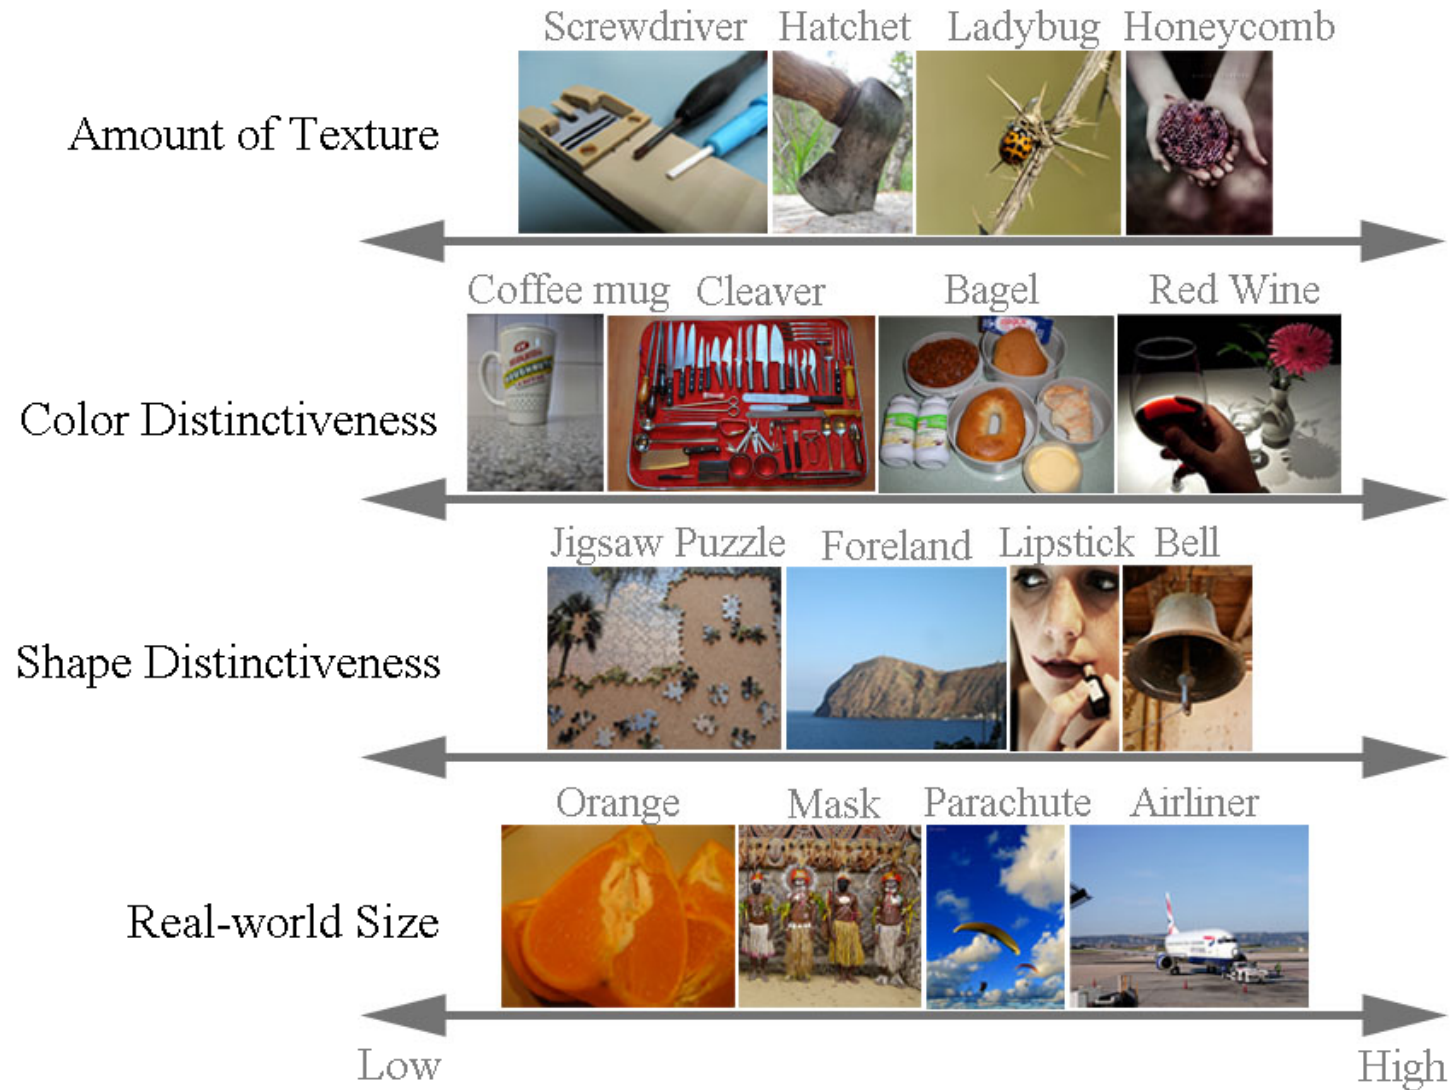 Screwdriver Hatchet Ladybug Honeycomb
Amount of Texture
Coffee mug Cleaver Bagel Red Wine
Color Distinctiveness
Jigsaw Puzzle Foreland Lipstick Bell
Shape Distinctiveness
Orange Mask Parachute Airliner
Real-world Size
Low High